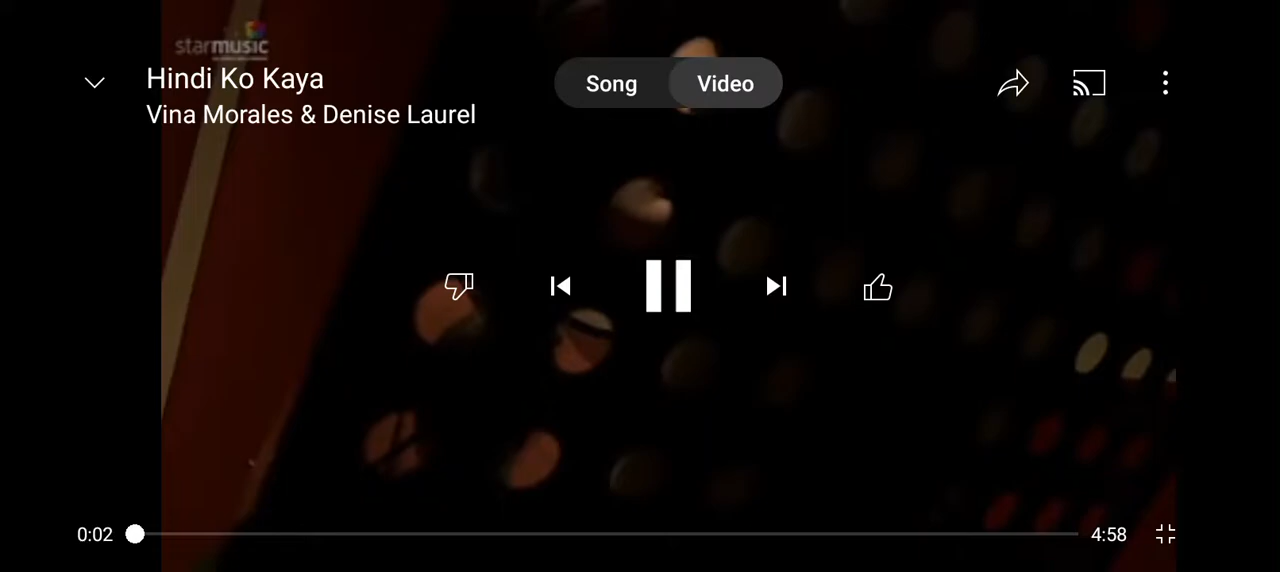 starmusic
Hindi Ko Kaya
Vina Morales & Denise Laurel
Song
Video
0:02
4:58